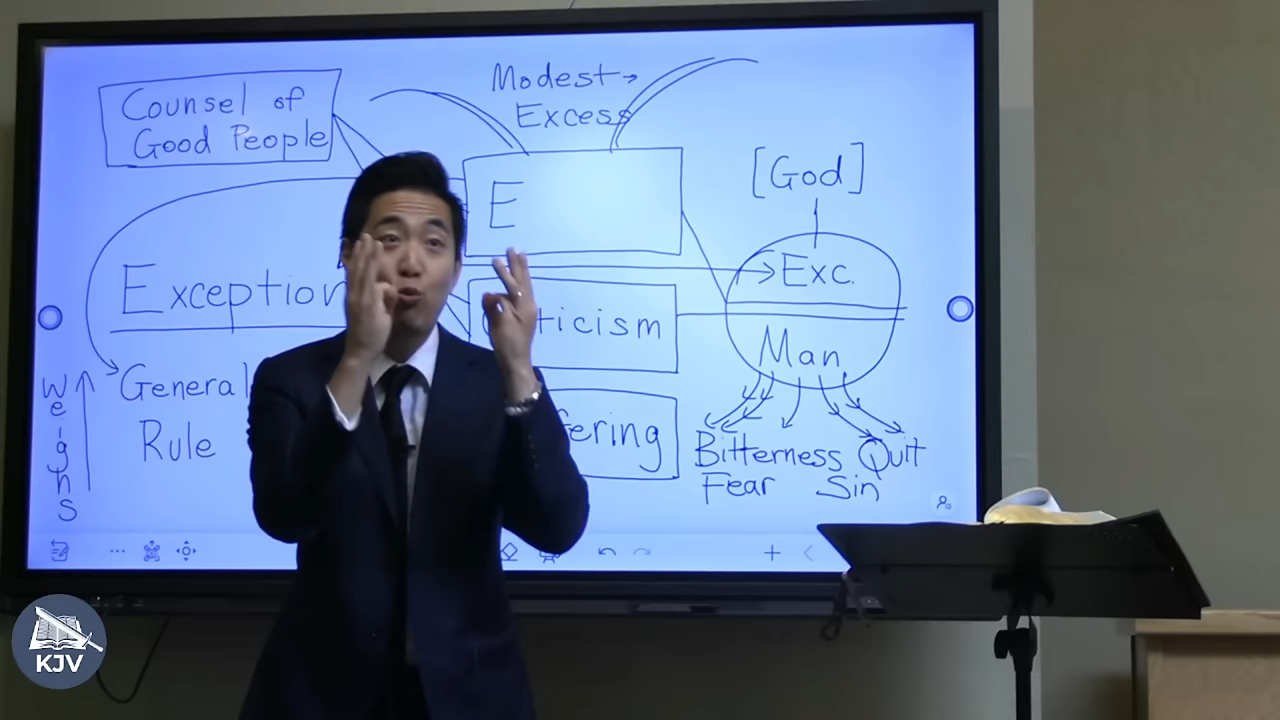 Counsel of
Good People
Modest→
Excess
[God]
E
Exception
Exc.
Man
General
Rule
Weighs
Bitterness Quit
Fear Sin
KJV